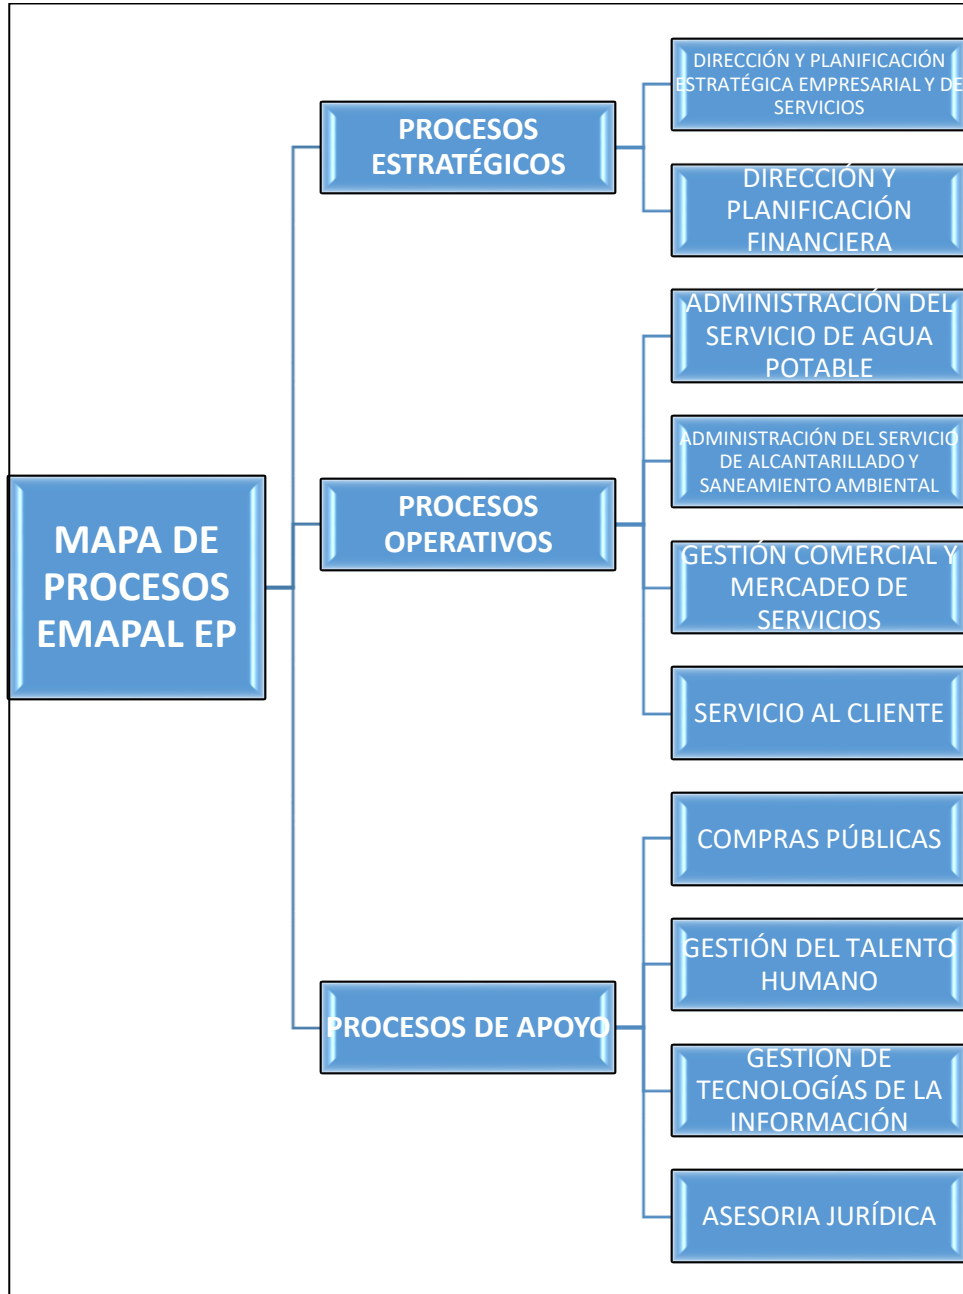 MAPA DE
PROCESOS
EMAPAL EP
PROCESOS
ESTRATÉGICOS
DIRECCIÓN Y PLANIFICACIÓN
ESTRATÉGICA EMPRESARIAL Y DE
SERVICIOS
DIRECCIÓN Y
PLANIFICACIÓN
FINANCIERA
PROCESOS
OPERATIVOS
ADMINISTRACIÓN DEL
SERVICIO DE AGUA
POTABLE
ADMINISTRACIÓN DEL SERVICIO
DE ALCANTARILLADO Y
SANEAMIENTO AMBIENTAL
GESTIÓN COMERCIAL Y
MERCADEO DE
SERVICIOS
SERVICIO AL CLIENTE
PROCESOS DE APOYO
COMPRAS PÚBLICAS
GESTIÓN DEL TALENTO
HUMANO
GESTION DE
TECNOLOGÍAS DE LA
INFORMACIÓN
ASESORIA JURÍDICA